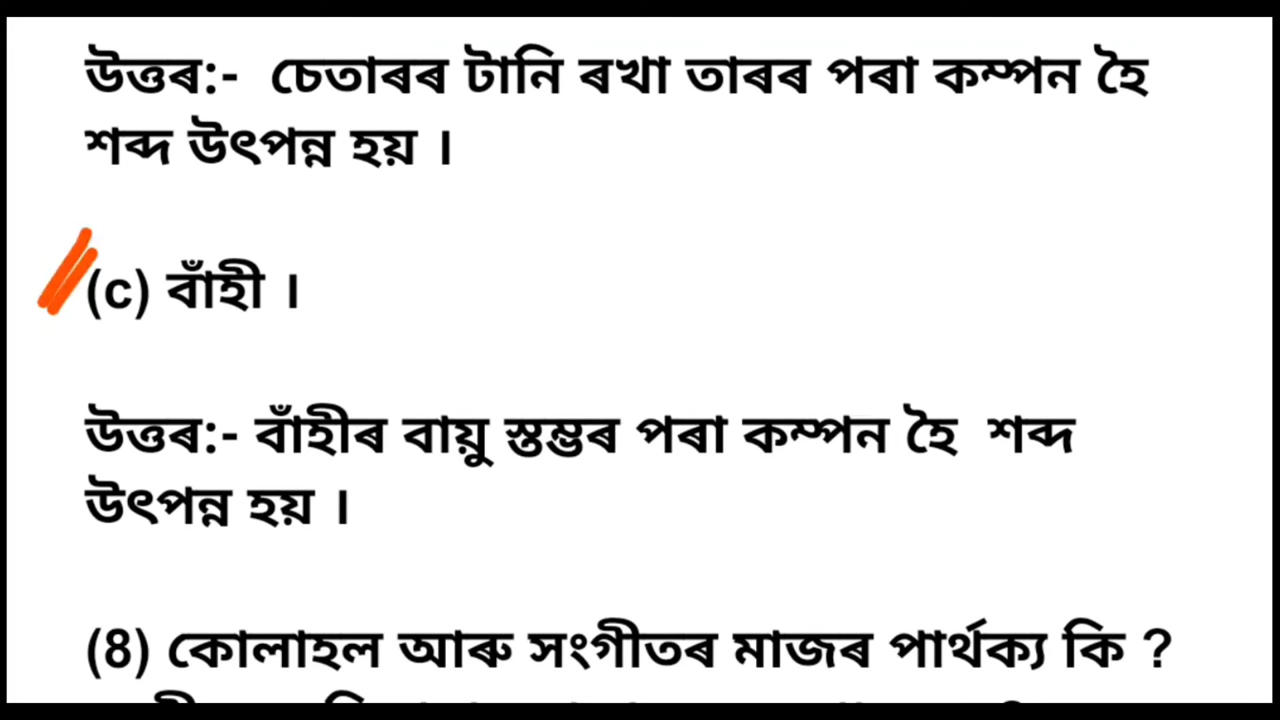 উত্তৰ:- চেতাৰৰ টানি ৰখা তাৰৰ পৰা কম্পন হৈ
শব্দ উৎপন্ন হয় ।
(c) বাঁহী ।
উত্তৰ:- বাঁহীৰ বায়ু স্তম্ভৰ পৰা কম্পন হৈ শব্দ
উৎপন্ন হয় ।
(8) কোলাহল আৰু সংগীতৰ মাজৰ পাৰ্থক্য কি ?